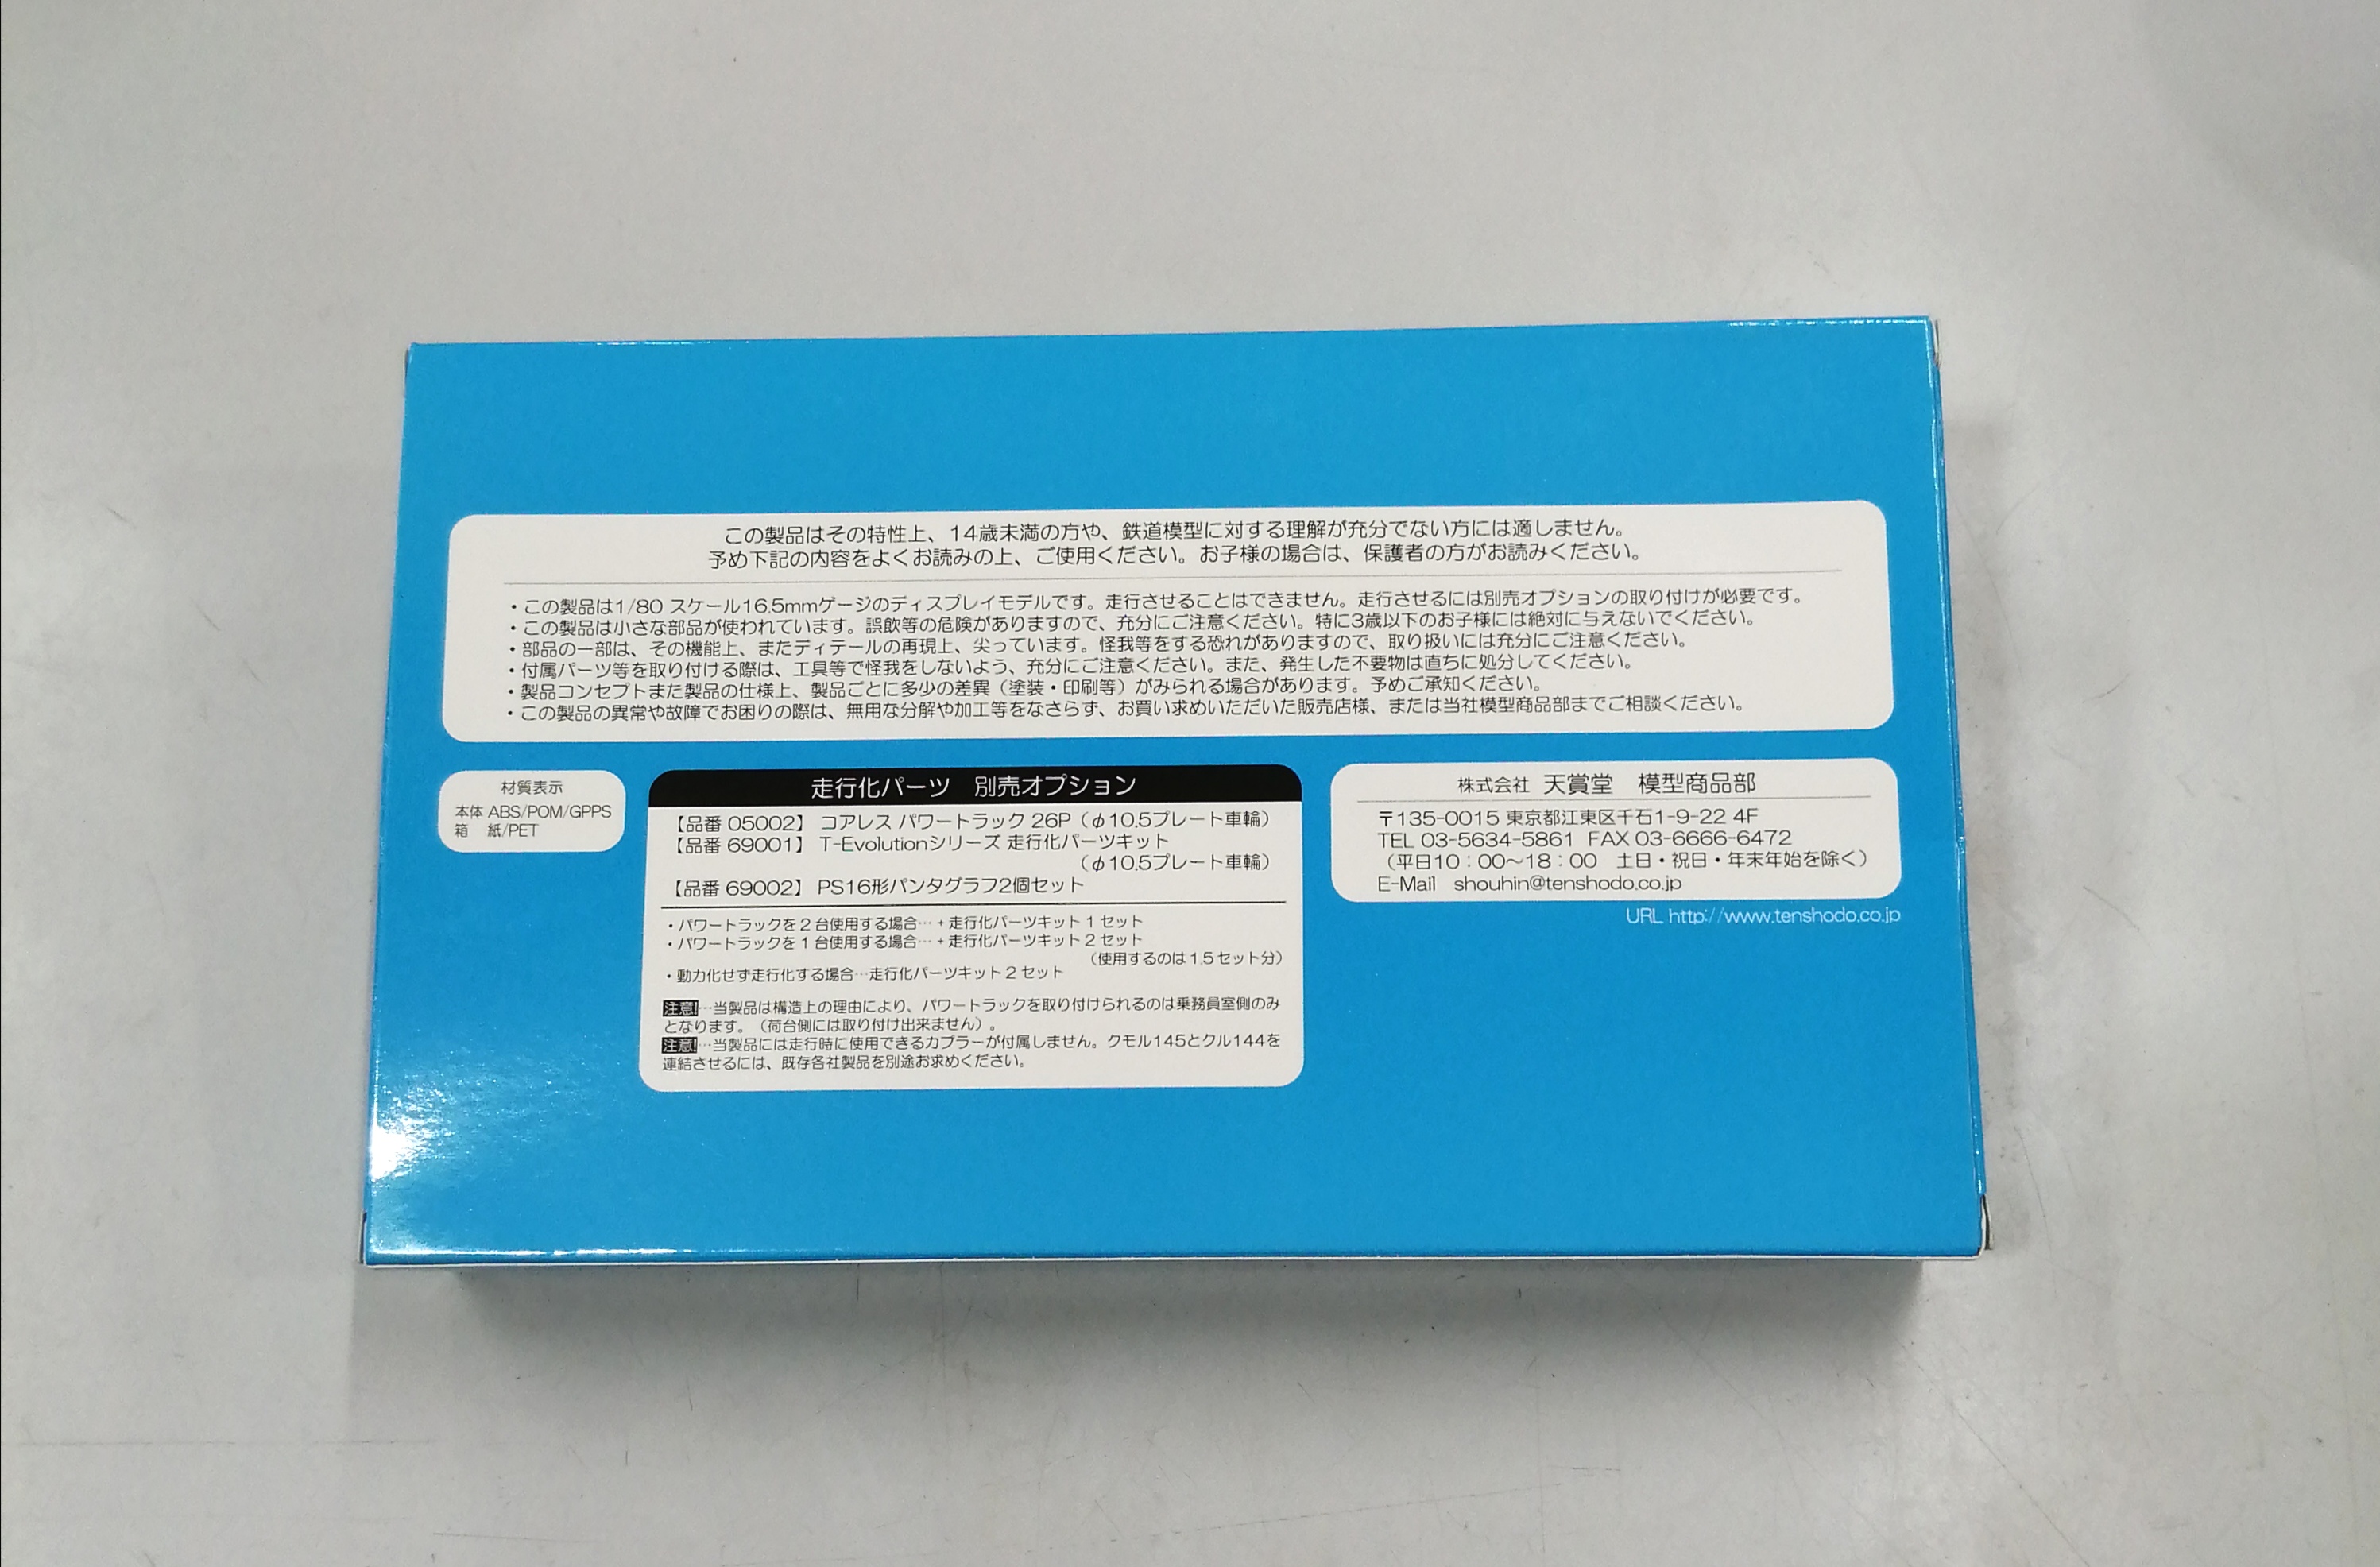 この製品はその特性上、14歳未満の方や、鉄道模型に対する理解が充分でない方には適しません。
予め下記の内容をよくお読みの上、ご使用ください。お子様の場合は、保護者の方がお読みください。
・この製品は1/80 スケール16.5mmゲージのディスプレイモデルです。走行させることはできません。走行させるには別売オプションの取り付けが必要です。
・この製品は小さな部品が使われています。誤飲等の危険がありますので、充分にご注意ください。特に3歳以下のお子様には絶対に与えないでください。
・部品の一部は、その機能上、またディテールの再現上、尖っています。怪我等をする恐れがありますので、取り扱いには充分にご注意ください。
・付属パーツ等を取り付ける際は、工具等で怪我をしないよう、充分にご注意ください。また、発生した不要物は直ちに処分してください。
・製品コンセプトまた製品の仕様上、製品ごとに多少の差異（塗装・印刷等）がみられる場合があります。予めご承知ください。
・この製品の異常や故障でお困りの際は、無用な分解や加工等をなさらず、お買い求めいただいた販売店様、または当社模型商品部までご相談ください。
材質表示
本体 ABS/POM/GPPS
箱 紙/PET
走行化パーツ 別売オプション
【品番 05002】 コアレス パワートラック 26P（φ10.5プレート車輪）
【品番 69001】 T-Evolutionシリーズ 走行化パーツキット
（φ10.5プレート車輪）
【品番 69002】 PS16形パンタグラフ2個セット
・パワートラックを2台使用する場合…＋走行化パーツキット1セット
・パワートラックを1台使用する場合…＋走行化パーツキット2セット
（使用するのは1.5セット分）
・動力化せず走行化する場合…走行化パーツキット2セット
注意!…当製品は構造上の理由により、パワートラックを取り付けられるのは乗務員室側のみ
となります。（荷台側には取り付け出来ません）。
注意!…当製品には走行時に使用できるカプラーが付属しません。クモル145とクル144を
連結させるには、既存各社製品を別途お求めください。
株式会社 天賞堂 模型商品部
〒135-0015 東京都江東区千石1-9-22 4F
TEL 03-5634-5861 FAX 03-6666-6472
（平日10：00～18：00 土日・祝日・年末年始を除く）
E-Mail shouhin@tenshodo.co.jp
URL http://www.tenshodo.co.jp